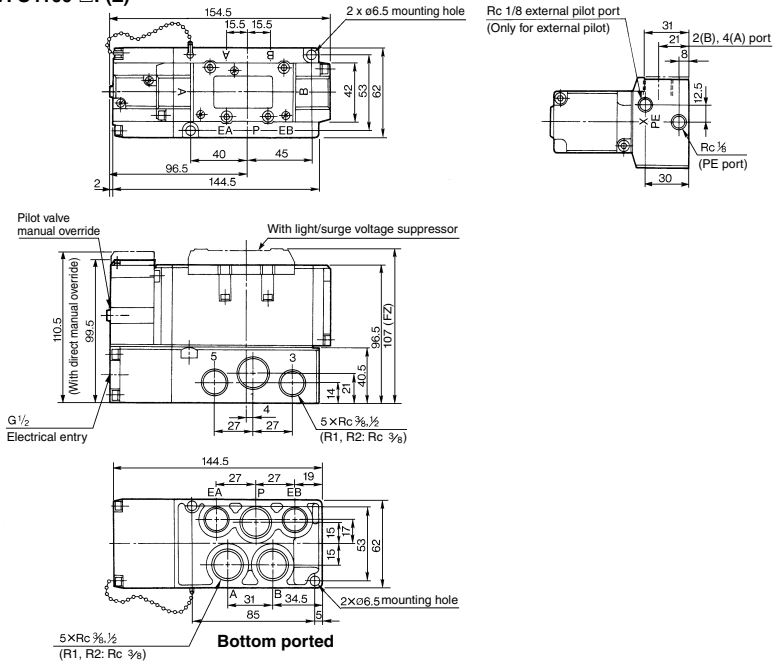 154.5
2 x ø6.5 mounting hole
15.5
15.5
A
B
A
B
EA
P
EB
42
53
62
40
45
96.5
2
144.5
Rc 1/8 external pilot port
(Only for external pilot)
31
21
2(B), 4(A) port
8
12.5
X
PE
Rc 1/8
(PE port)
30
Pilot valve
manual override
With light/surge voltage suppressor
110.5
(With direct manual override)
99.5
5
3
96.5
107 (FZ)
40.5
21
14
4
27
27
G1/2
Electrical entry
5×Rc 3/8, 1/2
(R1, R2: Rc 3/8)
144.5
27
27
19
EA
P
EB
15
17
15
53
62
A
B
31
34.5
2×ø6.5 mounting hole
85
5
5×Rc 3/8, 1/2
(R1, R2: Rc 3/8)
Bottom ported